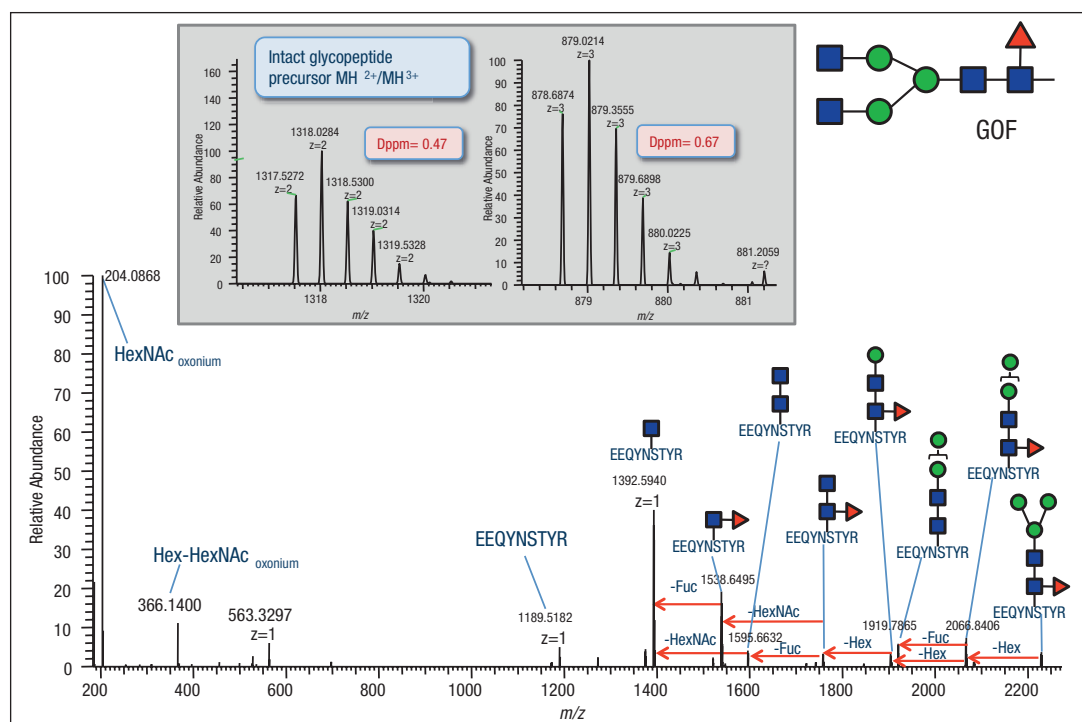 Intact glycopeptide
precursor MH 2+/MH3+
Relative Abundance
160
140
120
100
80
60
40
20
0
1317.5272
z=2
1318.0284
z=2
1318.5300
z=2
1319.0314
z=2
1319.5328
z=2
Dppm= 0.47
1318
1320
m/z
Relative Abundance
100
90
80
70
60
50
40
30
20
10
0
878.6874
z=3
879.0214
z=3
879.3555
z=3
879.6898
z=3
880.0225
z=3
881.2059
z=?
Dppm= 0.67
879
880
881
m/z
GOF
Relative Abundance
100
90
80
70
60
50
40
30
20
10
0
204.0868
HexNAc oxonium
Hex-HexNAc oxonium
366.1400
563.3297
z=1
EEQYNSTYR
1189.5182
z=1
EEQYNSTYR
1392.5940
z=1
EEQYNSTYR
1538.6495
EEQYNSTYR
1595.6632
EEQYNSTYR
EEQYNSTYR
1919.7865
EEQYNSTYR
EEQYNSTYR
2066.8406
EEQYNSTYR
-Fuc
-HexNAc
-HexNAc
-Fuc
-Hex
-Fuc
-Hex
-Hex
200
400
600
800
1000
1200
1400
1600
1800
2000
2200
m/z